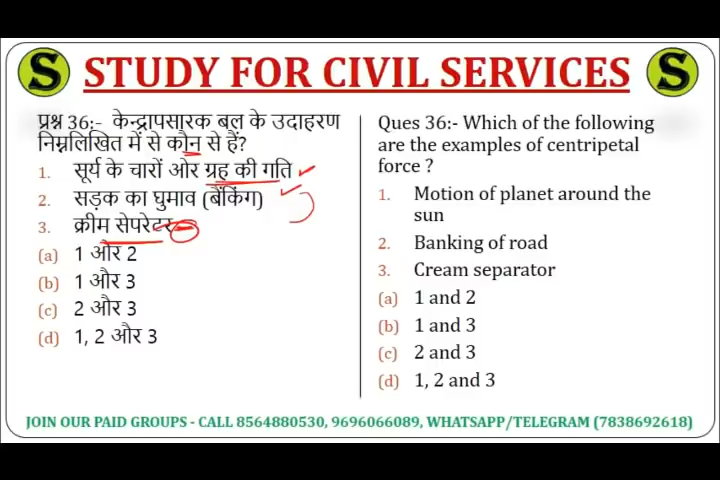 S STUDY FOR CIVIL SERVICES S
प्रश्न 36:- केन्द्रापसारक बल के उदाहरण
निम्नलिखित में से कौन से हैं?
1. सूर्य के चारों ओर ग्रह की गति
2. सड़क का घुमाव (बैंकिंग)
3. क्रीम सेपरेटर
(a) 1 और 2
(b) 1 और 3
(c) 2 और 3
(d) 1, 2 और 3
Ques 36:- Which of the following
are the examples of centripetal
force ?
1. Motion of planet around the
sun
2. Banking of road
3. Cream separator
(a) 1 and 2
(b) 1 and 3
(c) 2 and 3
(d) 1, 2 and 3
JOIN OUR PAID GROUPS - CALL 8564880530, 9696066089, WHATSAPP/TELEGRAM (7838692618)